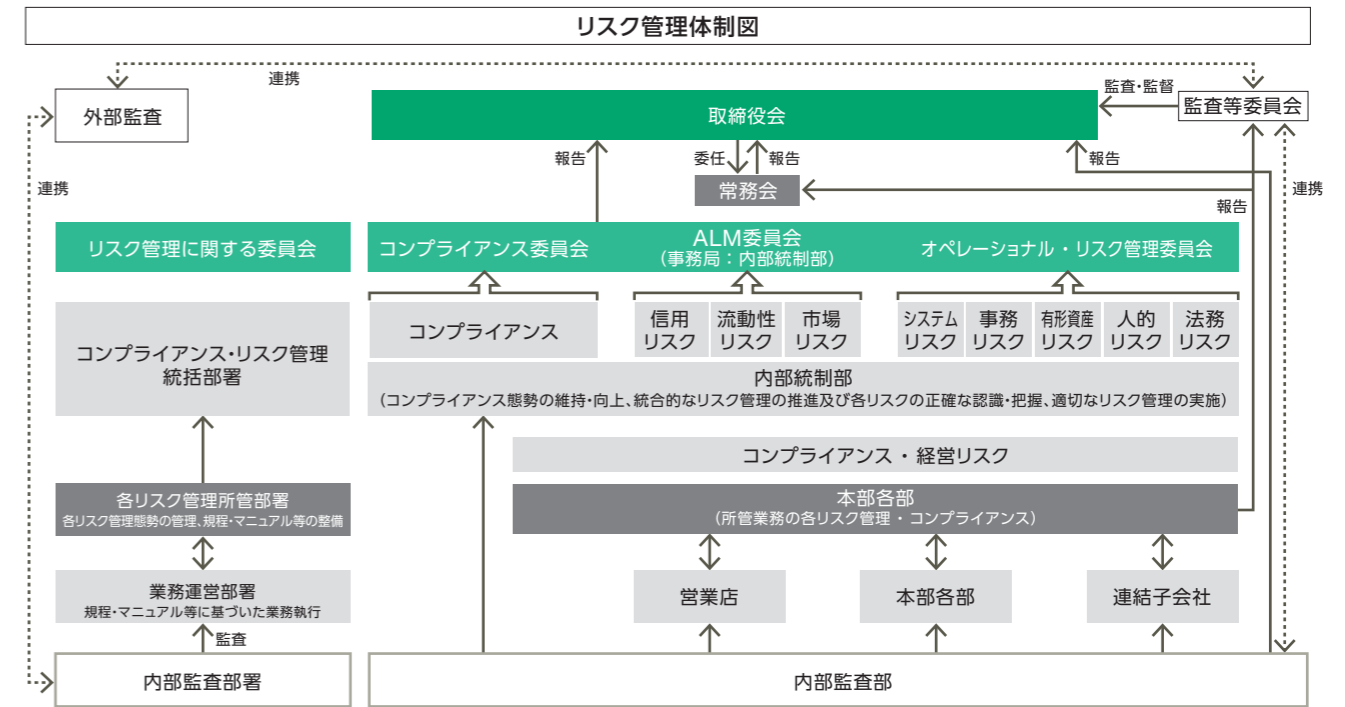 リスク管理体制図
連携
監査・監督
外部監査
取締役会
監査等委員会
報告
委任
報告
報告
連携
常務会
連携
報告
リスク管理に関する委員会
コンプライアンス委員会
ALM委員会
（事務局：内部統制部）
オペレーショナル・リスク管理委員会
コンプライアンス・リスク管理
統括部署
コンプライアンス
信用
リスク
流動性
リスク
市場
リスク
システム
リスク
事務
リスク
有形資産
リスク
人的
リスク
法務
リスク
内部統制部
（コンプライアンス態勢の維持・向上、統合的なリスク管理の推進及び各リスクの正確な認識・把握、適切なリスク管理の実施）
コンプライアンス ・ 経営リスク
各リスク管理所管部署
各リスク管理態勢の管理、規程・マニュアル等の整備
本部各部
（所管業務の各リスク管理 ・ コンプライアンス）
業務運営部署
規程・マニュアル等に基づいた業務執行
営業店
本部各部
連結子会社
監査
内部監査部署
内部監査部